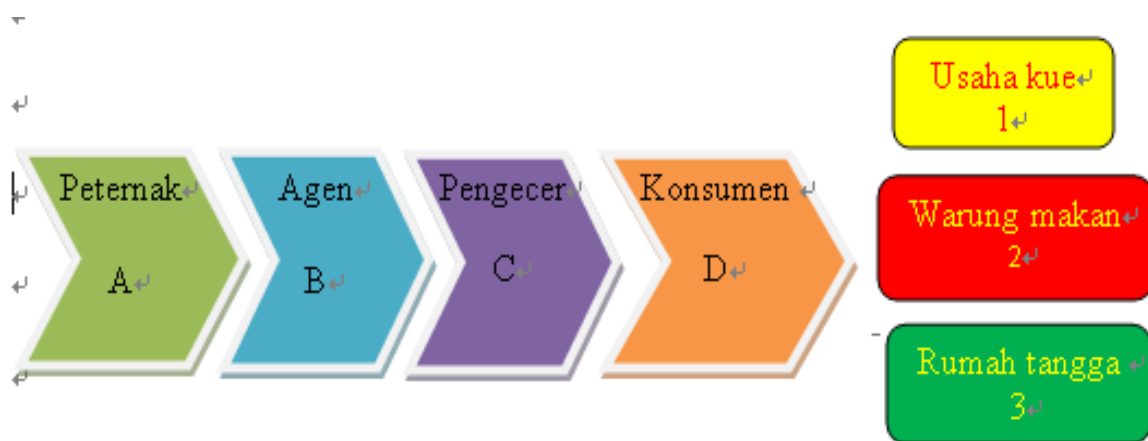 Peternak
A
Agen
B
Pengecer
C
Konsumen
D
Usaha kue
1
Warung makan
2
Rumah tangga
3